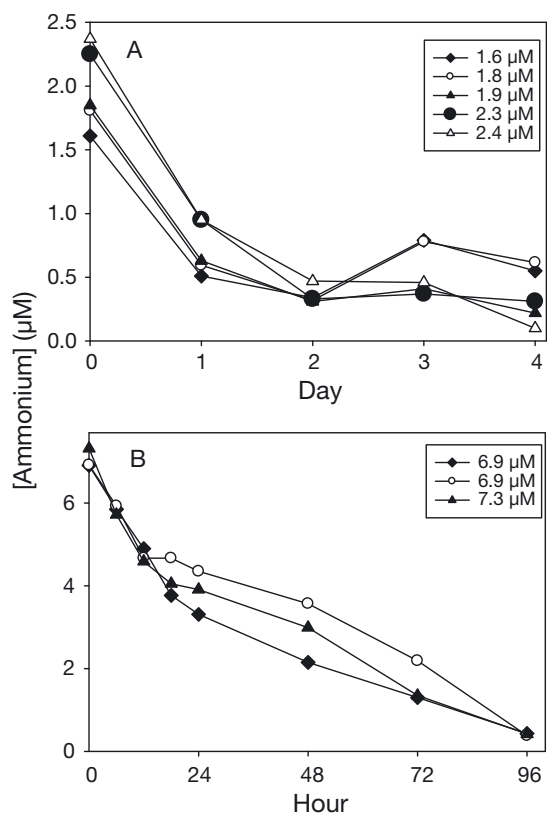 [Ammonium] (µM)
A
2.5
2.0
1.5
1.0
0.5
0.0
1.6 µM
1.8 µM
1.9 µM
2.3 µM
2.4 µM
0 1 2 3 4
Day
B
6
4
2
0
6.9 µM
6.9 µM
7.3 µM
0 24 48 72 96
Hour